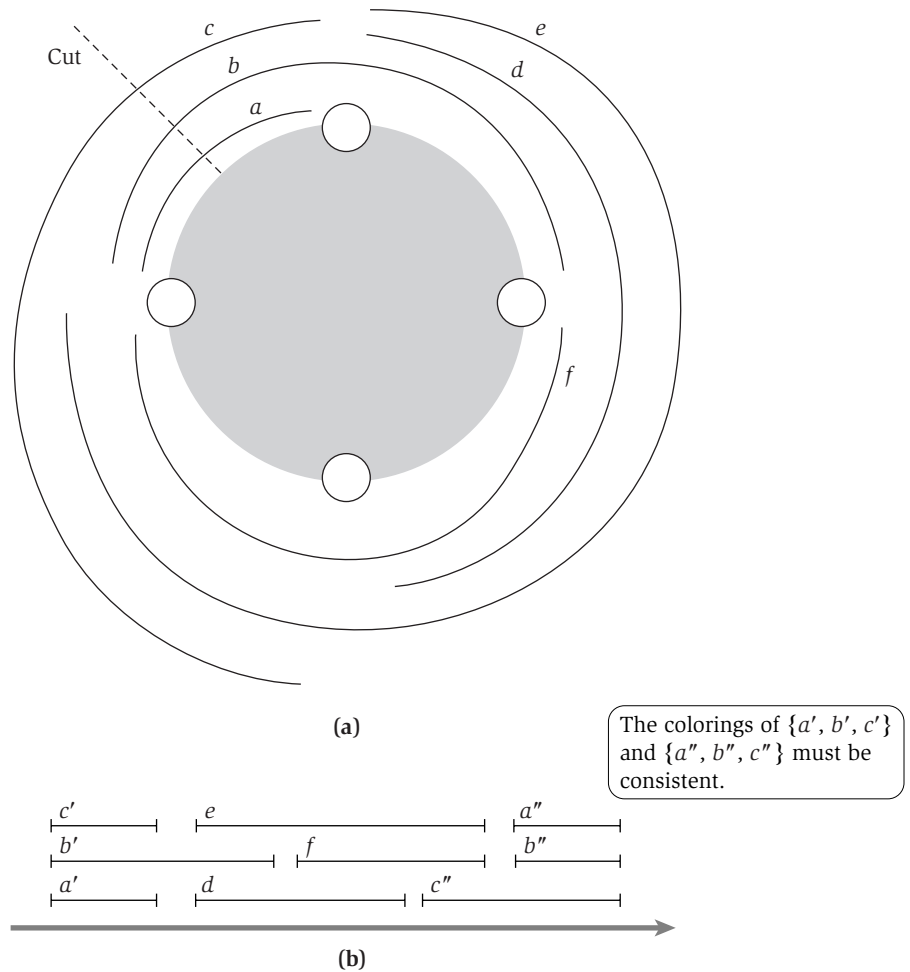 c
e
Cut
b
d
a
f
(a)
The colorings of {a′, b′, c′}
and {a″, b″, c″} must be
consistent.
c′ e a″
b′ f b″
a′ d c″
(b)